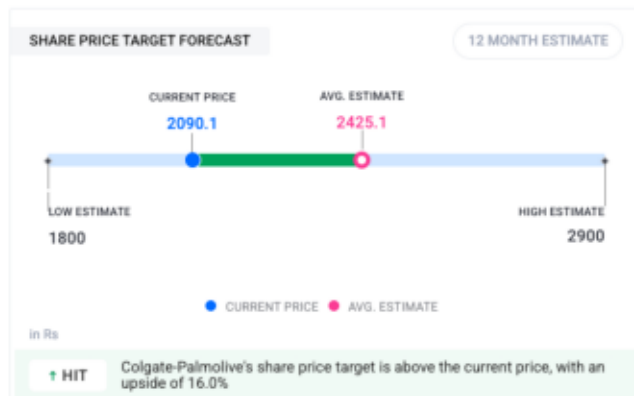 SHARE PRICE TARGET FORECAST
12 MONTH ESTIMATE
CURRENT PRICE
AVG. ESTIMATE
2090.1
2425.1
LOW ESTIMATE
HIGH ESTIMATE
1800
2900
CURRENT PRICE
AVG. ESTIMATE
in Rs
↑ HIT
Colgate-Palmolive's share price target is above the current price, with an
upside of 16.0%